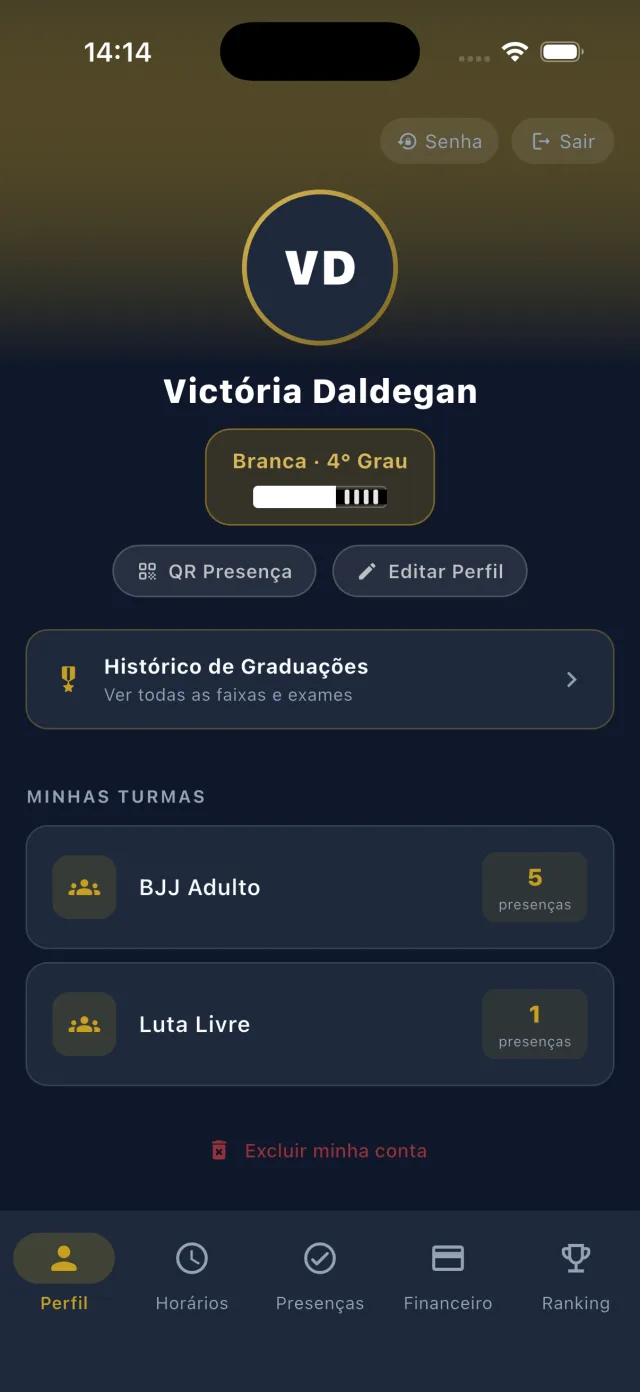 14:14
Senha
Sair
VD
Victória Daldegan
Branca · 4º Grau
QR Presença
Editar Perfil
Histórico de Graduações
Ver todas as faixas e exames
MINHAS TURMAS
BJJ Adulto
5
presenças
Luta Livre
1
presenças
Excluir minha conta
Perfil
Horários
Presenças
Financeiro
Ranking